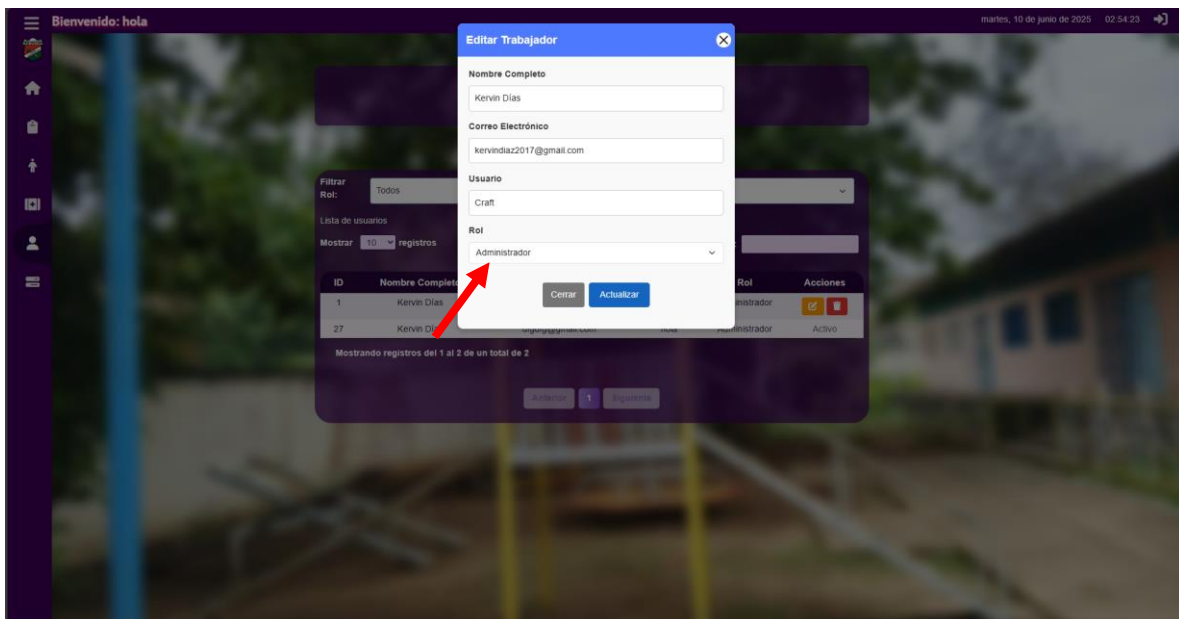 Bienvenido: hola
martes, 10 de junio de 2025 02:54:23
Editar Trabajador
Nombre Completo
Kervin Días
Correo Electrónico
kervindiaz2017@gmail.com
Usuario
Craft
Rol
Administrador
Cerrar Actualizar
Filtrar
Rol:
Todos
Lista de usuarios
Mostrar 10 registros
ID Nombre Completo Rol Acciones
1 Kervin Días
27 Kervin hola Administrador Activo
Mostrando registros del 1 al 2 de un total de 2
Anterior 1 Siguiente